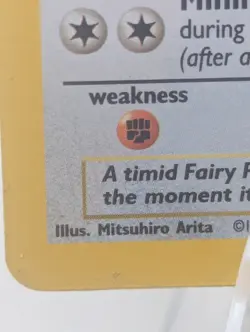 during
(after a
weakness
A timid Fairy
the moment it
Illus. Mitsuhiro Arita ©